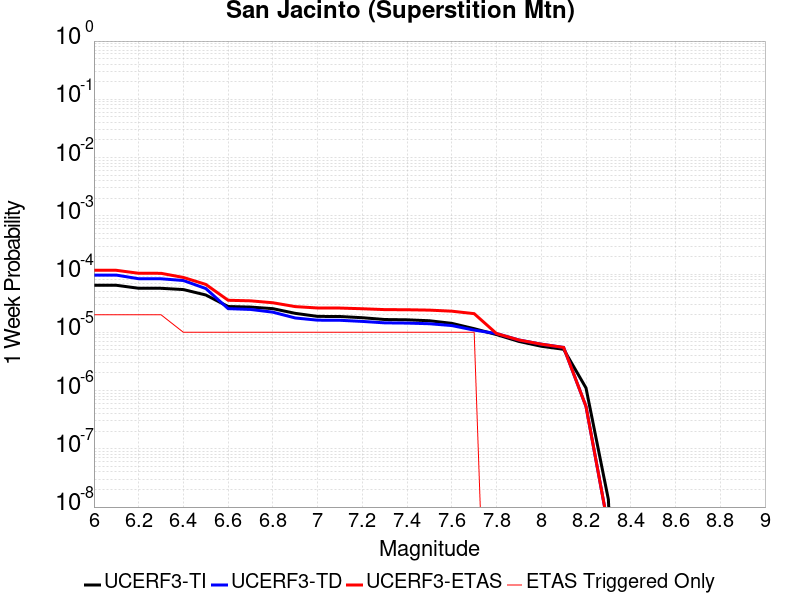 San Jacinto (Superstition Mtn)
1 Week Probability
10^0
10^-1
10^-2
10^-3
10^-4
10^-5
10^-6
10^-7
10^-8
6 6.2 6.4 6.6 6.8 7 7.2 7.4 7.6 7.8 8 8.2 8.4 8.6 8.8 9
Magnitude
UCERF3-TI UCERF3-TD UCERF3-ETAS ETAS Triggered Only